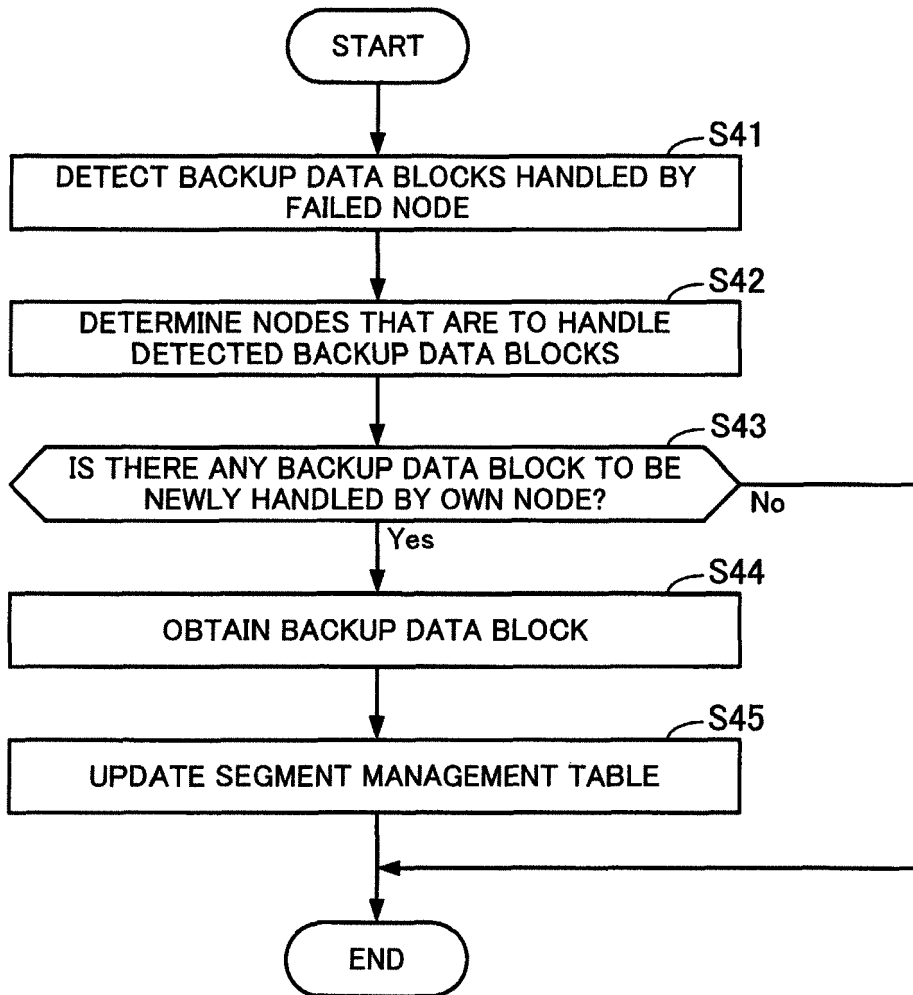 START
S41
DETECT BACKUP DATA BLOCKS HANDLED BY
FAILED NODE
S42
DETERMINE NODES THAT ARE TO HANDLE
DETECTED BACKUP DATA BLOCKS
S43
IS THERE ANY BACKUP DATA BLOCK TO BE
NEWLY HANDLED BY OWN NODE?
No
Yes
S44
OBTAIN BACKUP DATA BLOCK
S45
UPDATE SEGMENT MANAGEMENT TABLE
END